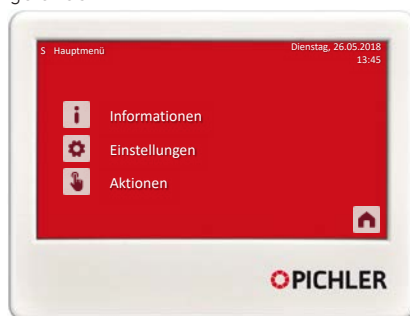 S Hauptmenü
Dienstag, 26.05.2018
13:45
i
Informationen
Einstellungen
Aktionen
PICHLER